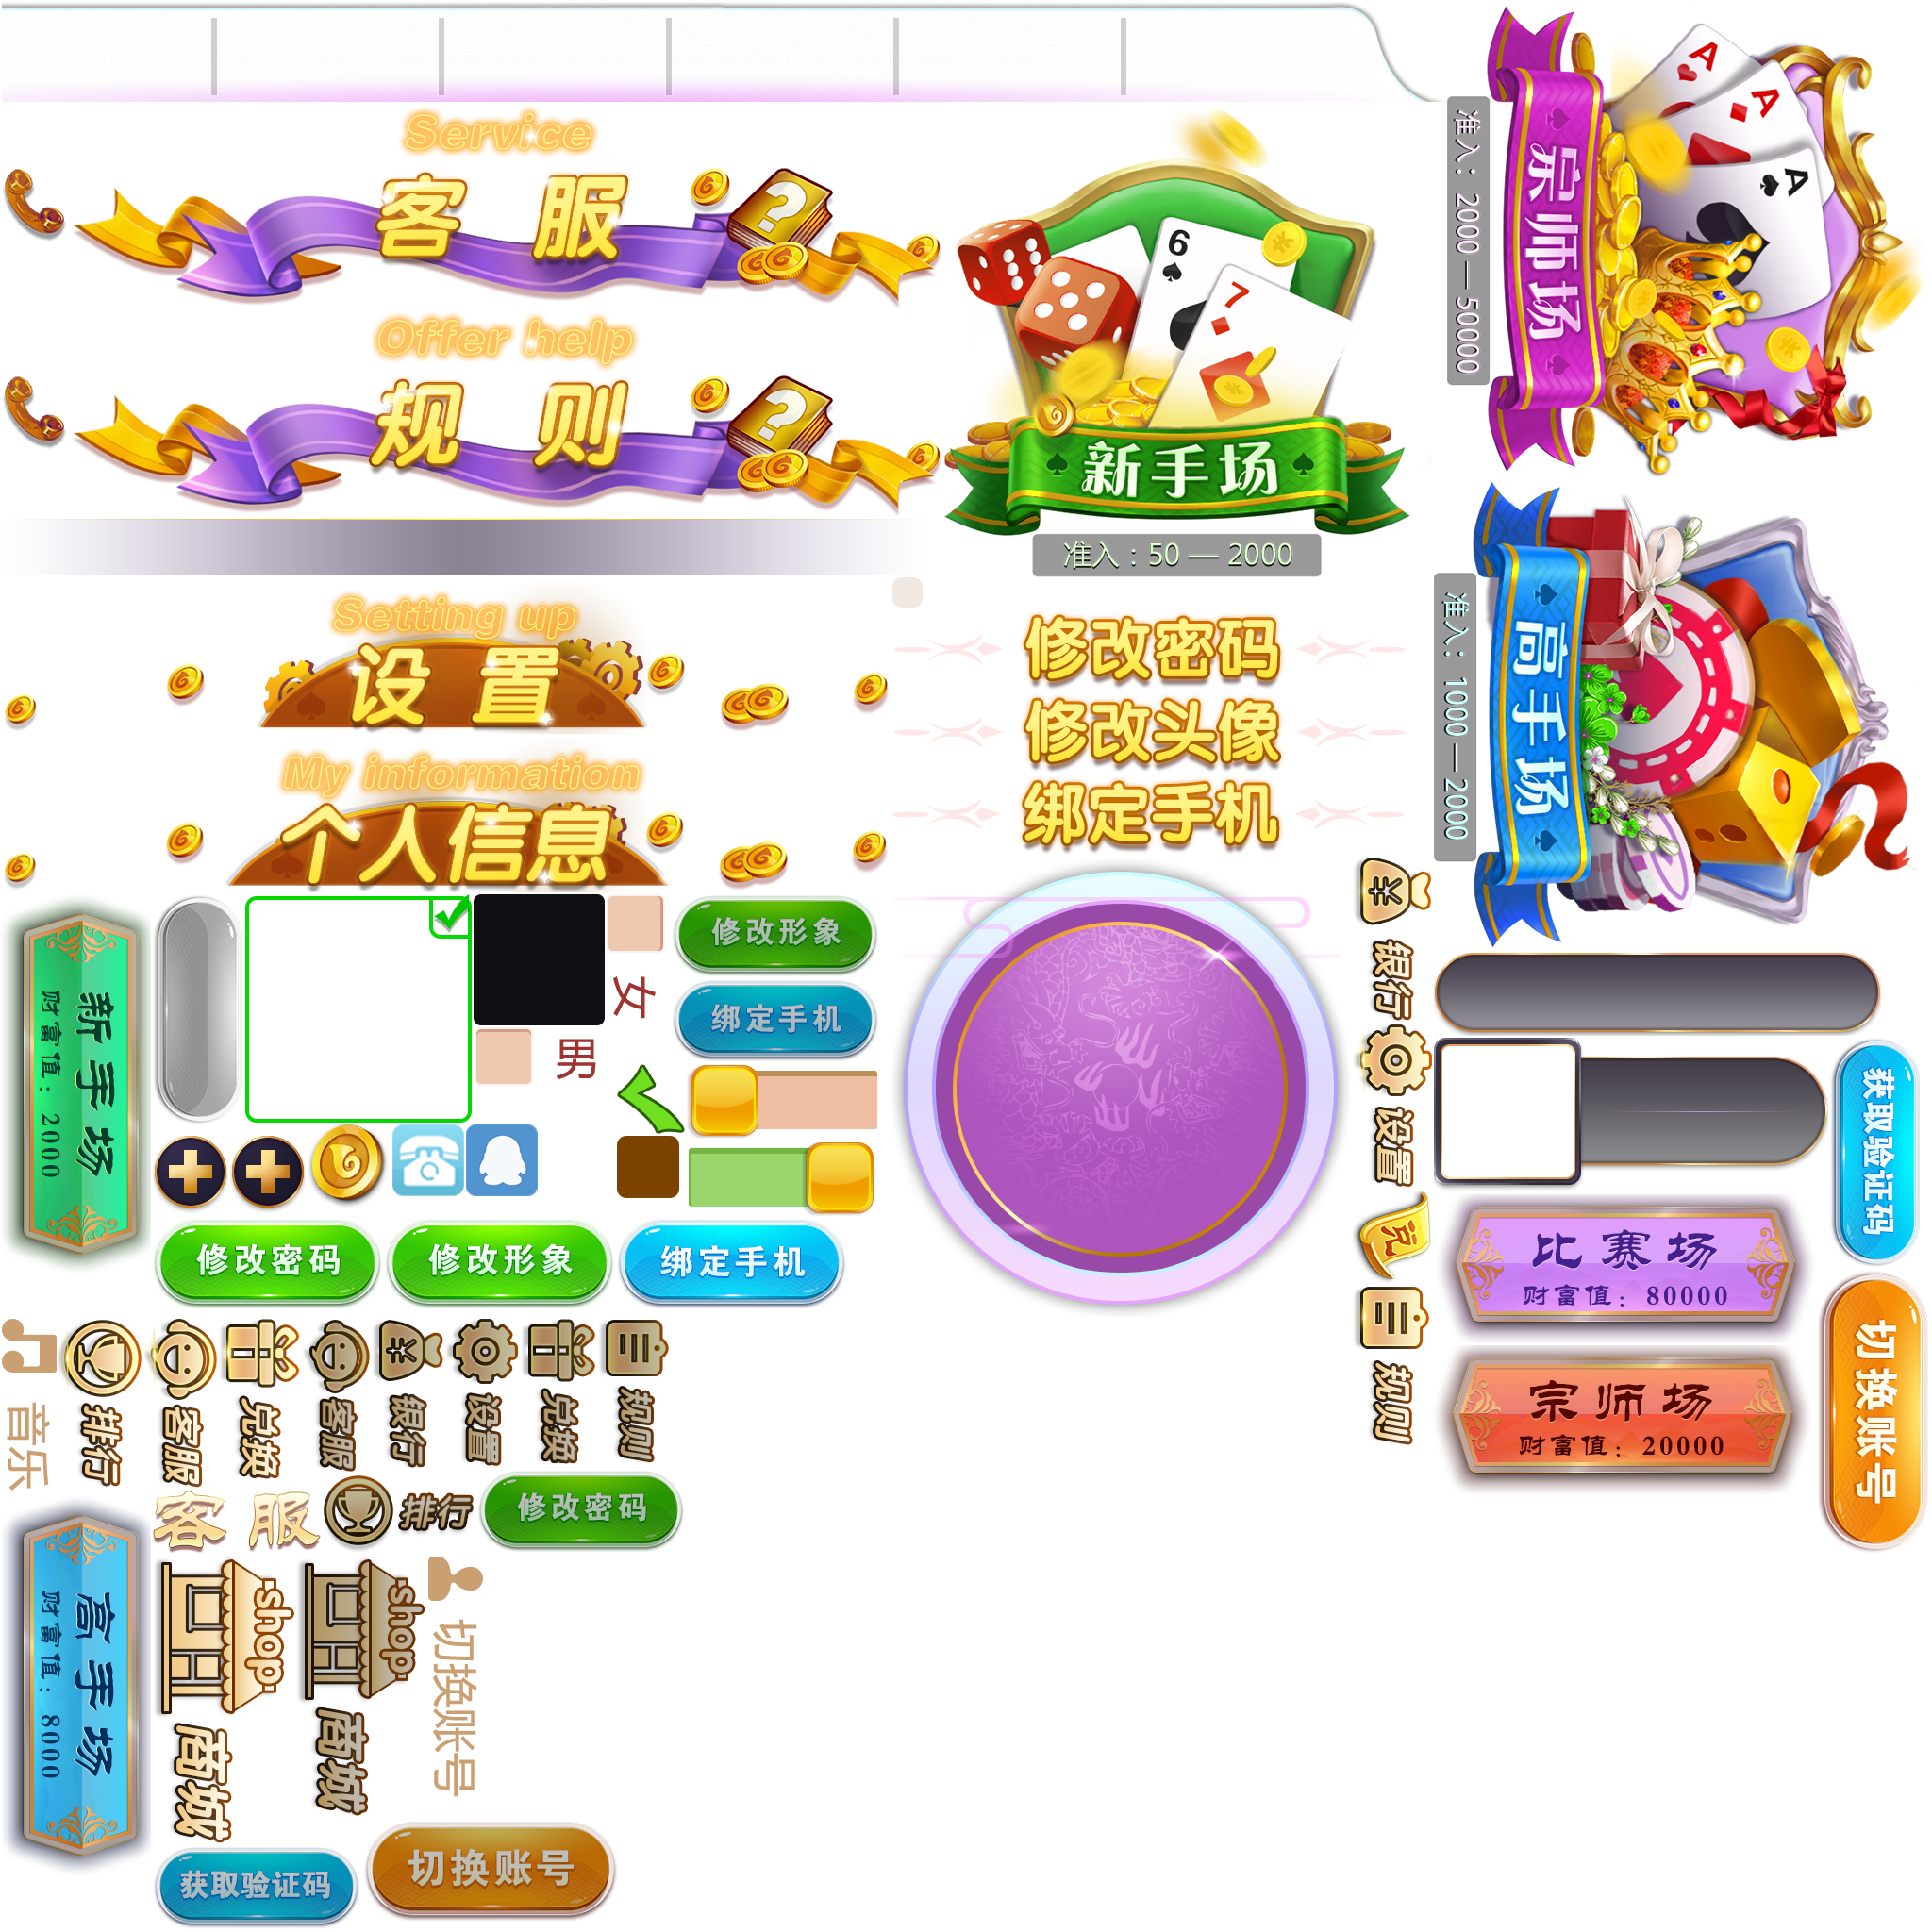 Service
客 服
Offer help
规 则
6
7
新手场
准入：50 — 2000
A
A
A
宗师场
准入：2000 — 50000
Setting up
设 置
My information
个人信息
修改密码
修改头像
绑定手机
高手场
准入：1000 — 2000
新手场
财富值：2000
修改形象
绑定手机
女
男
银行
设置
兑
规则
获取验证码
修改密码
修改形象
绑定手机
比赛场
财富值：80000
宗师场
财富值：20000
切换账号
音乐
排行
客服
兑换
客服
银行
设置
兑换
规则
客 服
排行
修改密码
高手场
财富值：8000
shop
商城
shop
商城
切换账号
获取验证码
切换账号